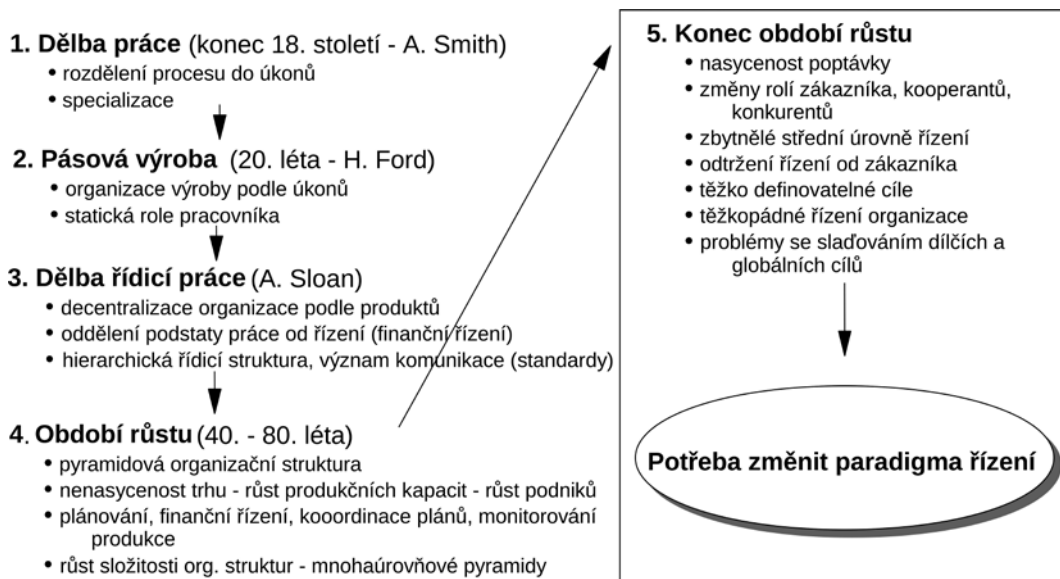 1. Dělba práce (konec 18. století - A. Smith)
• rozdělení procesu do úkonů
• specializace
2. Pásová výroba (20. léta - H. Ford)
• organizace výroby podle úkonů
• statická role pracovníka
3. Dělba řídicí práce (A. Sloan)
• decentralizace organizace podle produktů
• oddělení podstaty práce od řízení (finanční řízení)
• hierarchická řídicí struktura, význam komunikace (standardy)
4. Období růstu (40. - 80. léta)
• pyramidová organizační struktura
• nenasycenost trhu - růst produkčních kapacit - růst podniků
• plánování, finanční řízení, kooordinace plánů, monitorování
produkce
• růst složitosti org. struktur - mnohaúrovňové pyramidy
5. Konec období růstu
• nasycenost poptávky
• změny rolí zákazníka, kooperantů,
konkurentů
• zbytnělé střední úrovně řízení
• odtržení řízení od zákazníka
• těžko definovatelné cíle
• těžkopádné řízení organizace
• problémy se slaďováním dílčích a
globálních cílů
Potřeba změnit paradigma řízení